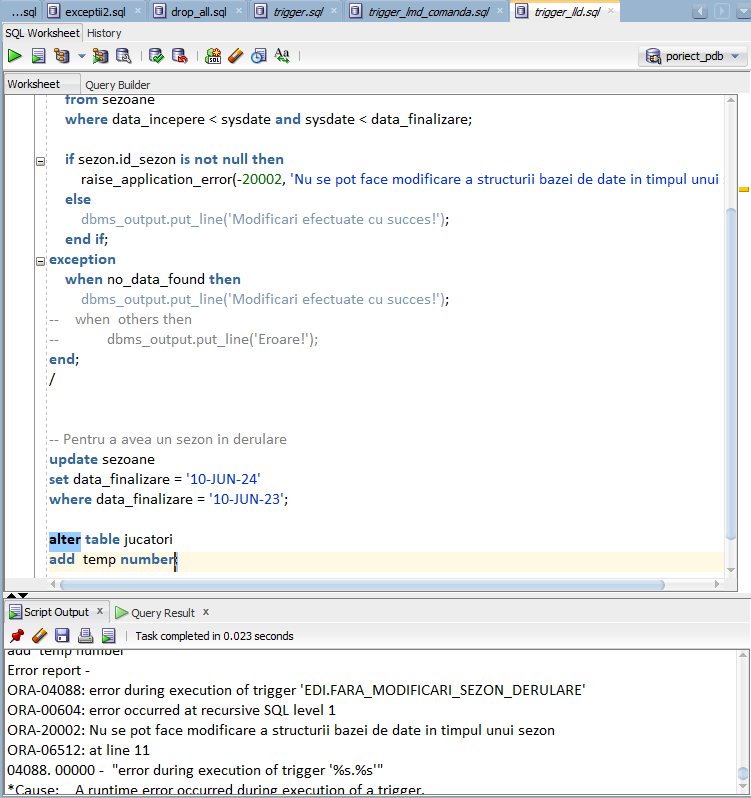 ...sql exceptii2.sql drop_all.sql trigger.sql trigger_lmd_comanda.sql trigger_lld.sql
SQL Worksheet History
poriect_pdb
Worksheet Query Builder
from sezoane
where data_incepere < sysdate and sysdate < data_finalizare;
if sezon.id_sezon is not null then
raise_application_error(-20002, 'Nu se pot face modificare a structurii bazei de date in timpul unui
else
dbms_output.put_line('Modificari efectuate cu succes!');
end if;
exception
when no_data_found then
dbms_output.put_line('Modificari efectuate cu succes!');
-- when others then
-- dbms_output.put_line('Eroare!');
end;
/
-- Pentru a avea un sezon in derulare
update sezoane
set data_finalizare = '10-JUN-24'
where data_finalizare = '10-JUN-23';
alter table jucatori
add temp number;
Script Output x Query Result x
Task completed in 0.023 seconds
add temp number
Error report -
ORA-04088: error during execution of trigger 'EDI.FARA_MODIFICARI_SEZON_DERULARE'
ORA-00604: error occurred at recursive SQL level 1
ORA-20002: Nu se pot face modificare a structurii bazei de date in timpul unui sezon
ORA-06512: at line 11
04088. 00000 - "error during execution of trigger '%s.%s'"
*Cause: A runtime error occurred during execution of a trigger.